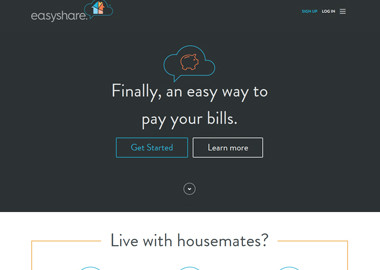 easyshare.
SIGN UP LOG IN
Finally, an easy way to
pay your bills.
Get Started Learn more
Live with housemates?